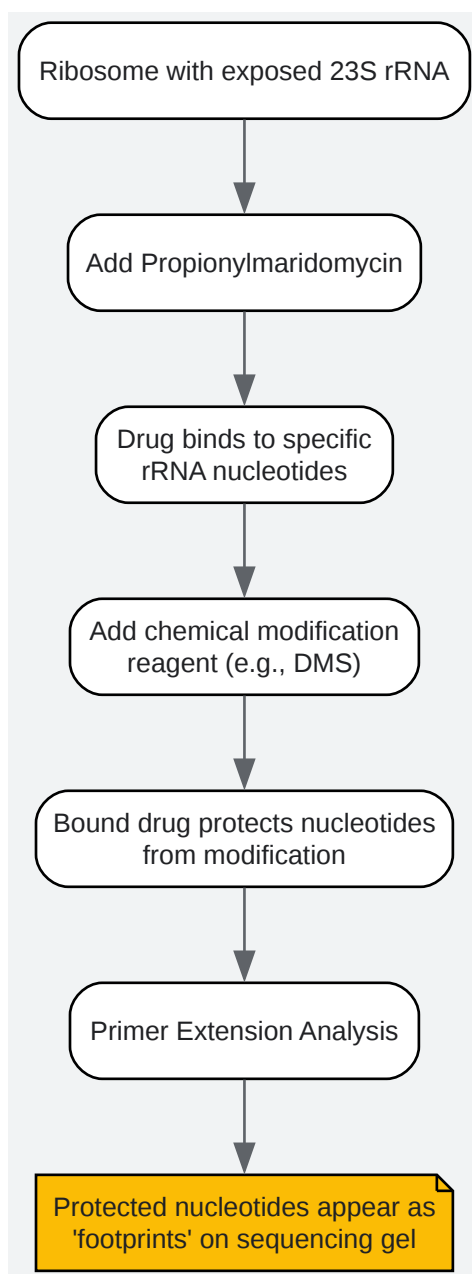 Ribosome with exposed 23S rRNA
Add Propionylmaridomycin
Drug binds to specific
rRNA nucleotides
Add chemical modification
reagent (e.g., DMS)
Bound drug protects nucleotides
from modification
Primer Extension Analysis
Protected nucleotides appear as
'footprints' on sequencing gel